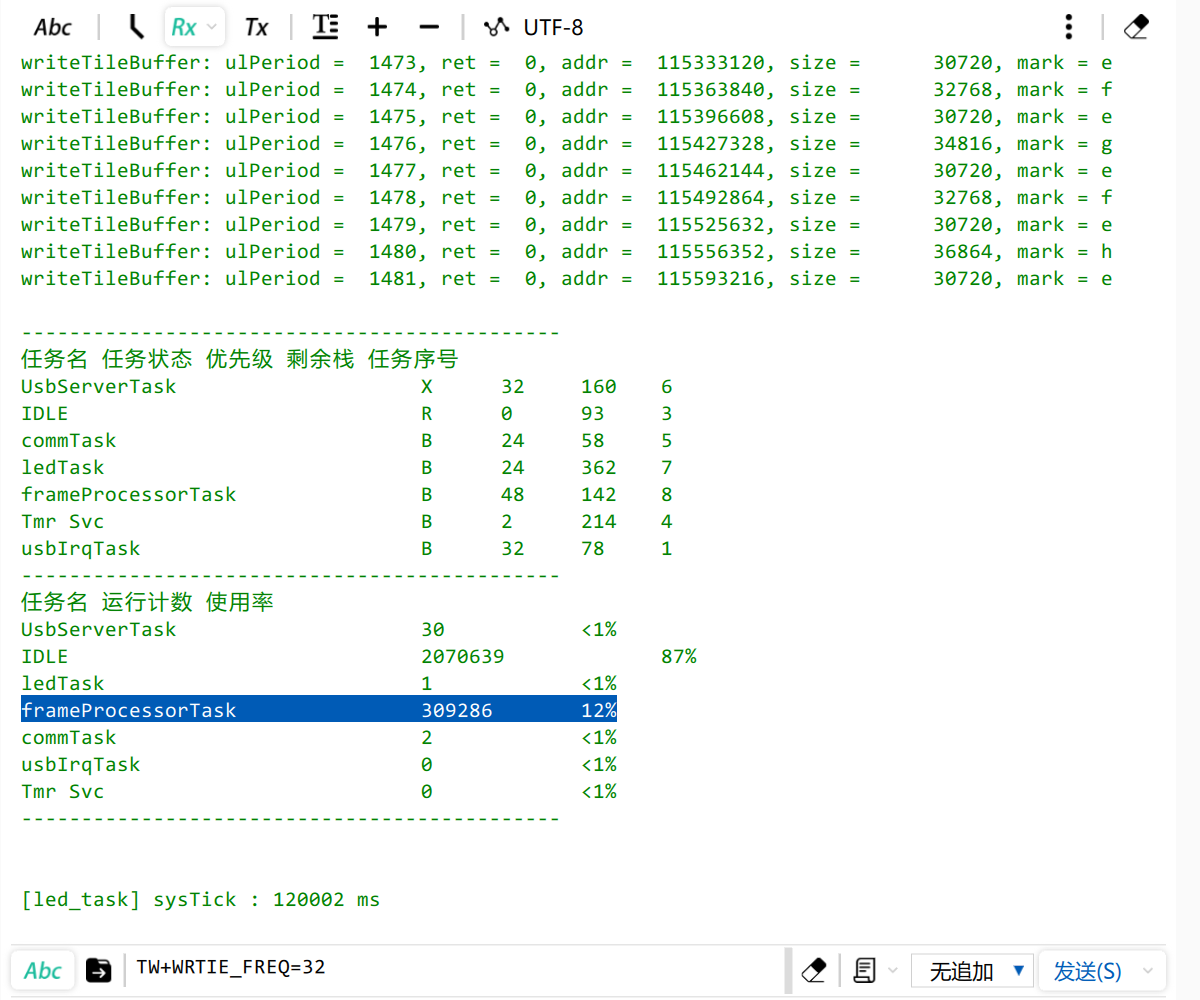 Abc Rx Tx T UTF-8
writeTileBuffer: ulPeriod = 1473, ret = 0, addr = 115333120, size = 30720, mark = e
writeTileBuffer: ulPeriod = 1474, ret = 0, addr = 115363840, size = 32768, mark = f
writeTileBuffer: ulPeriod = 1475, ret = 0, addr = 115396608, size = 30720, mark = e
writeTileBuffer: ulPeriod = 1476, ret = 0, addr = 115427328, size = 34816, mark = g
writeTileBuffer: ulPeriod = 1477, ret = 0, addr = 115462144, size = 30720, mark = e
writeTileBuffer: ulPeriod = 1478, ret = 0, addr = 115492864, size = 32768, mark = f
writeTileBuffer: ulPeriod = 1479, ret = 0, addr = 115525632, size = 30720, mark = e
writeTileBuffer: ulPeriod = 1480, ret = 0, addr = 115556352, size = 36864, mark = h
writeTileBuffer: ulPeriod = 1481, ret = 0, addr = 115593216, size = 30720, mark = e
---------------------------------------------
任务名 任务状态 优先级 剩余栈 任务序号
UsbServerTask X 32 160 6
IDLE R 0 93 3
commTask B 24 58 5
ledTask B 24 362 7
frameProcessorTask B 48 142 8
Tmr Svc B 2 214 4
usbIrqTask B 32 78 1
---------------------------------------------
任务名 运行计数 使用率
UsbServerTask 30 <1%
IDLE 2070639 87%
ledTask 1 <1%
frameProcessorTask 309286 12%
commTask 2 <1%
usbIrqTask 0 <1%
Tmr Svc 0 <1%
---------------------------------------------
[led_task] sysTick : 120002 ms
Abc TW+WRTIE_FREQ=32 无追加 发送(S)